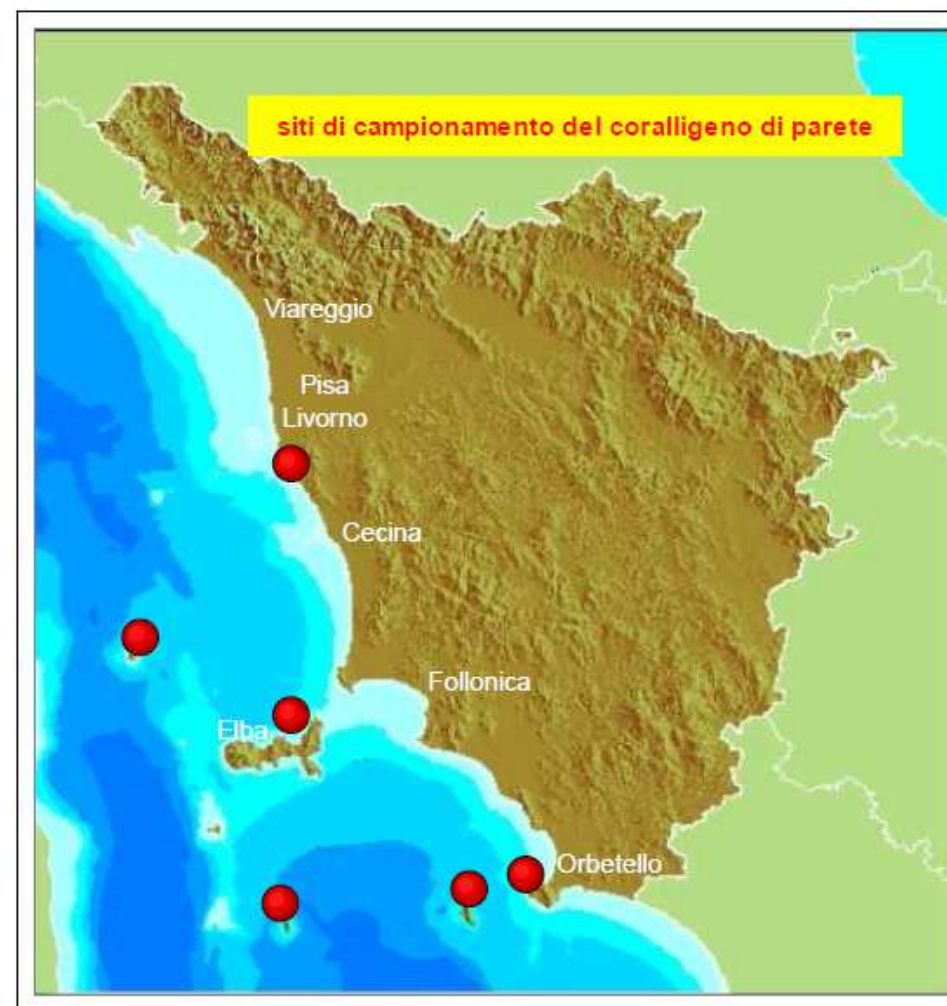 siti di campionamento del coralligeno di parete
Viareggio
Pisa
Livorno
Cecina
Follonica
Elba
Orbetello